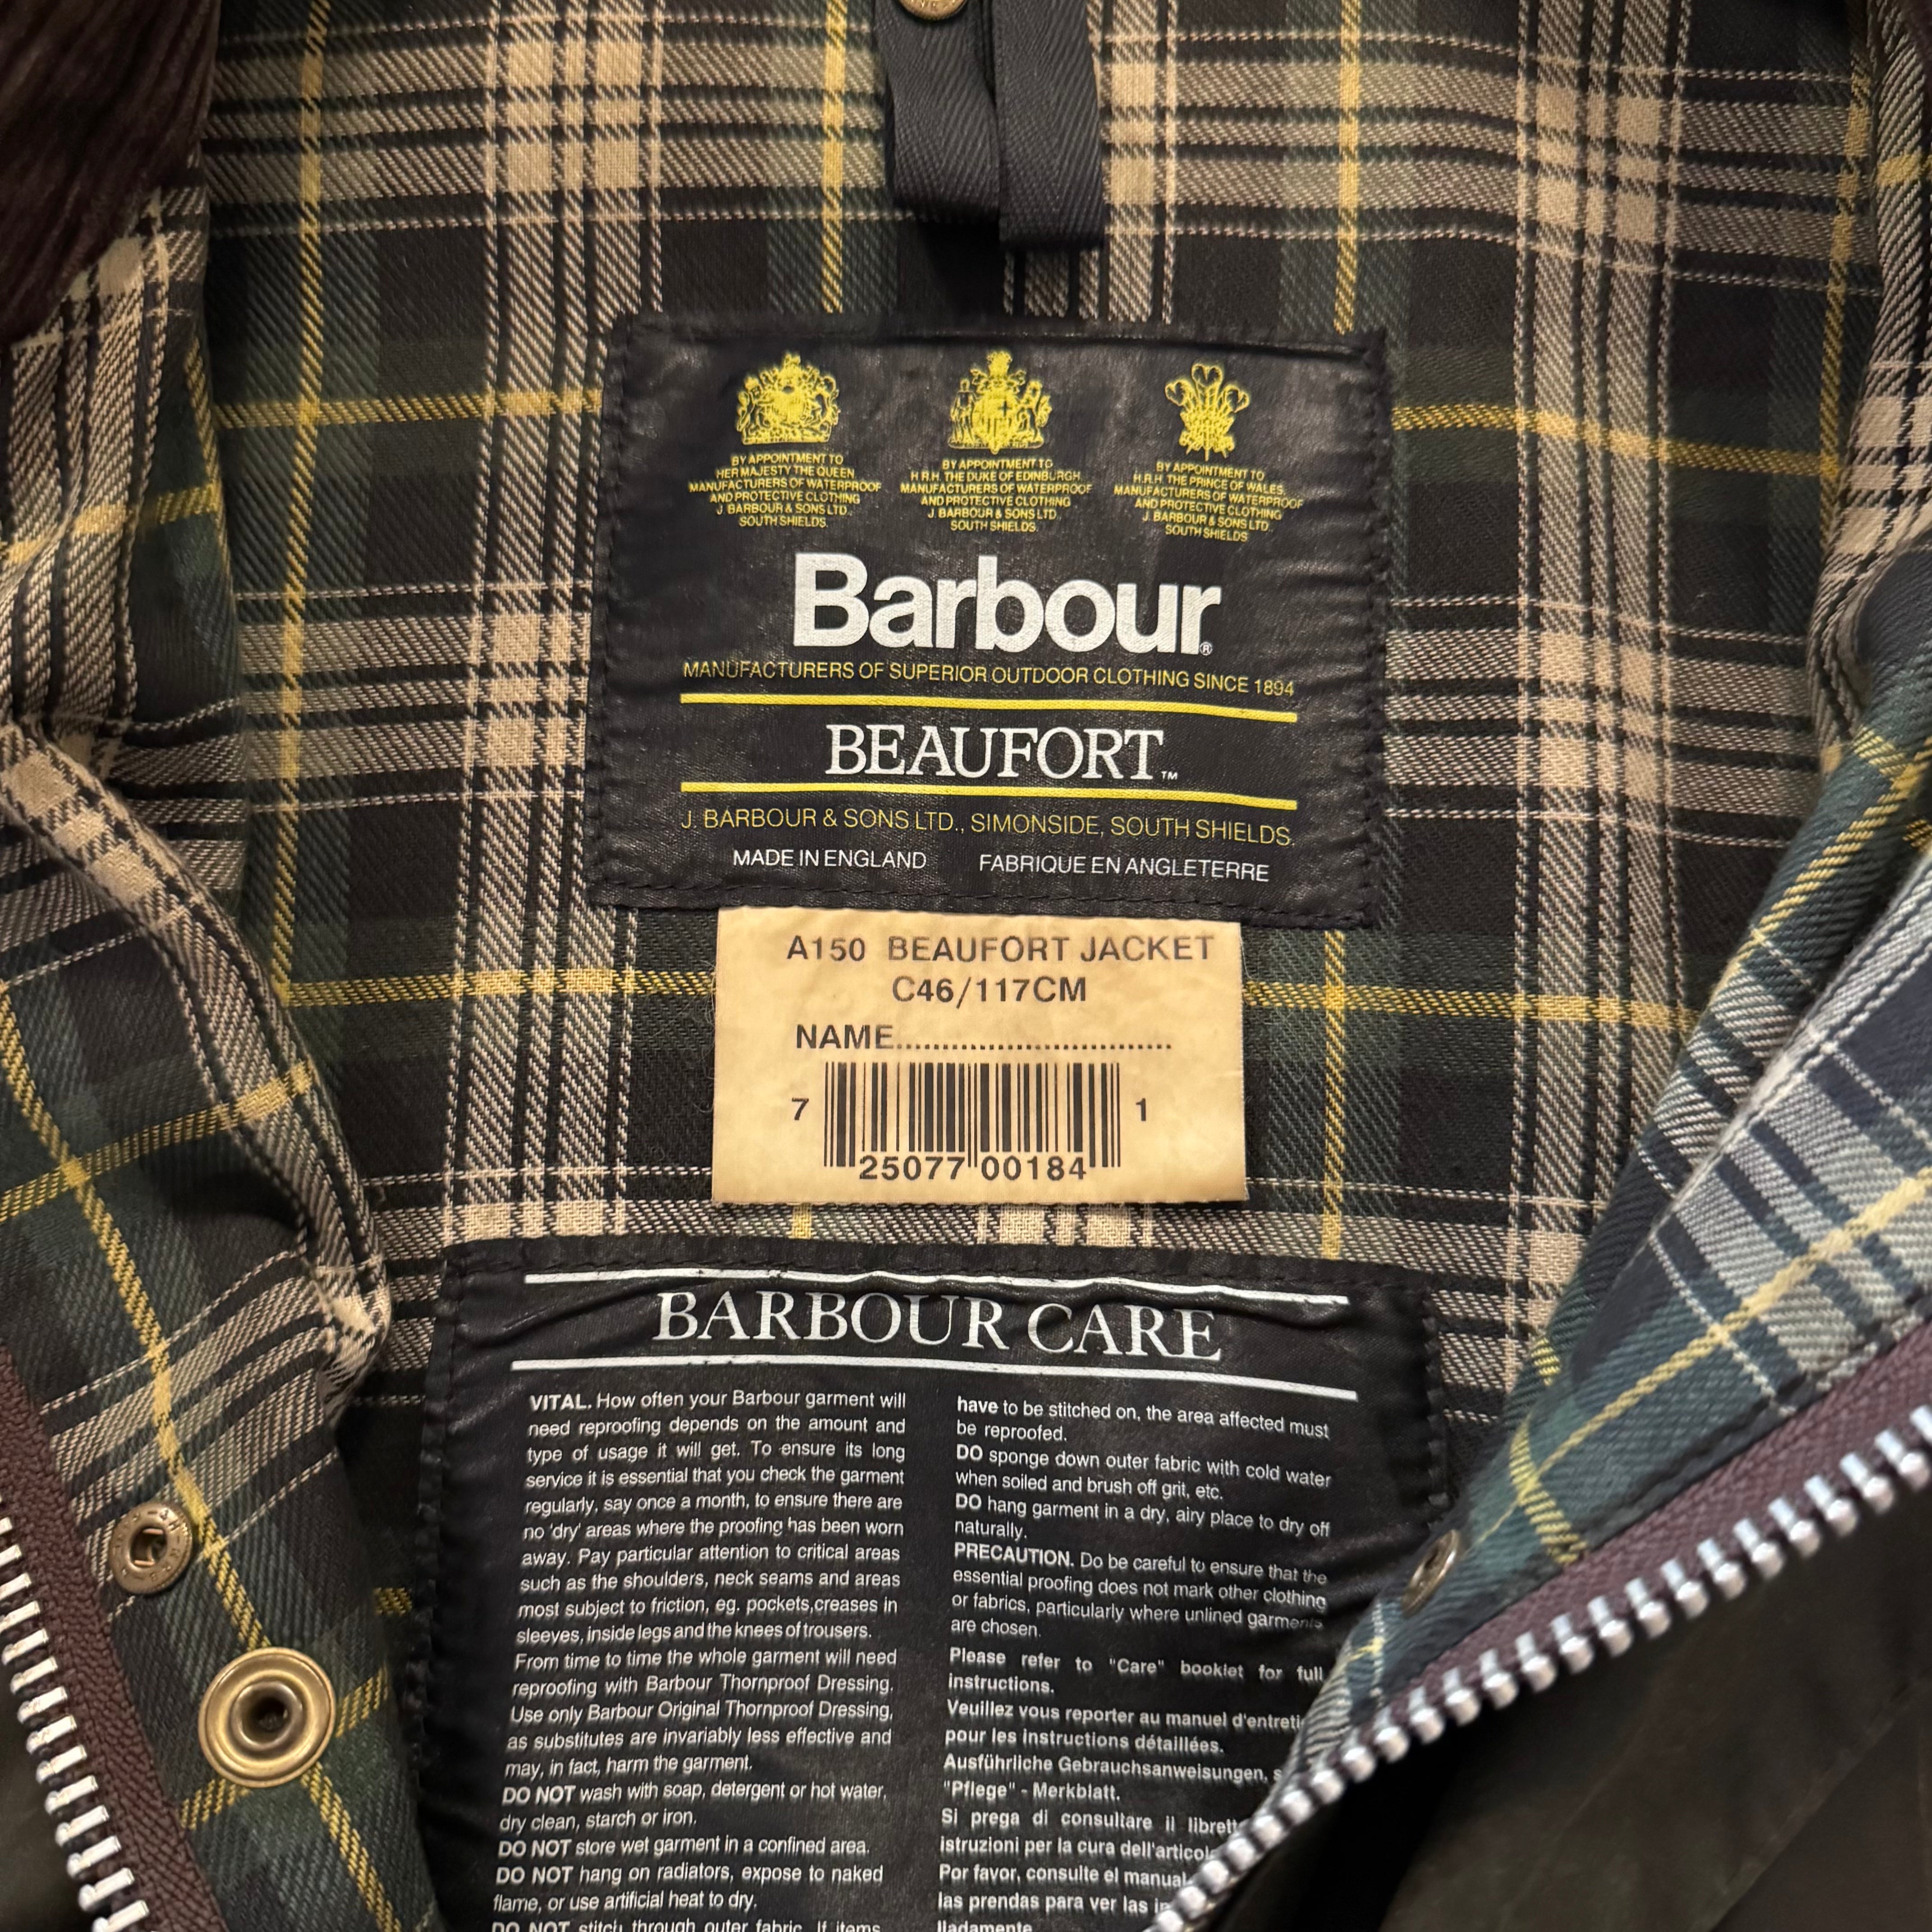 BY APPOINTMENT TO
HER MAJESTY THE QUEEN
MANUFACTURERS OF WATERPROOF
AND PROTECTIVE CLOTHING
J. BARBOUR & SONS LTD.
SOUTH SHIELDS.
BY APPOINTMENT TO
H.R.H. THE DUKE OF EDINBURGH
MANUFACTURERS OF WATERPROOF
AND PROTECTIVE CLOTHING
J. BARBOUR & SONS LTD.
SOUTH SHIELDS.
BY APPOINTMENT TO
H.R.H. THE PRINCE OF WALES.
MANUFACTURERS OF WATERPROOF
AND PROTECTIVE CLOTHING
J. BARBOUR & SONS LTD.
SOUTH SHIELDS
Barbour®
MANUFACTURERS OF SUPERIOR OUTDOOR CLOTHING SINCE 1894
BEAUFORT™
J. BARBOUR & SONS LTD., SIMONSIDE, SOUTH SHIELDS.
MADE IN ENGLAND FABRIQUE EN ANGLETERRE
A150 BEAUFORT JACKET
C46/117CM
NAME..............................
7 25077 00184 1
BARBOUR CARE
VITAL. How often your Barbour garment will
need reproofing depends on the amount and
type of usage it will get. To ensure its long
service it is essential that you check the garment
regularly, say once a month, to ensure there are
no 'dry' areas where the proofing has been worn
away. Pay particular attention to critical areas
such as the shoulders, neck seams and areas
most subject to friction, eg. pockets,creases in
sleeves, inside legs and the knees of trousers.
From time to time the whole garment will need
reproofing with Barbour Thornproof Dressing.
Use only Barbour Original Thornproof Dressing,
as substitutes are invariably less effective and
may, in fact, harm the garment.
DO NOT wash with soap, detergent or hot water,
dry clean, starch or iron.
DO NOT store wet garment in a confined area.
DO NOT hang on radiators, expose to naked
flame, or use artificial heat to dry.
DO NOT stitch through outer fabric. If items
have to be stitched on, the area affected must
be reproofed.
DO sponge down outer fabric with cold water
when soiled and brush off grit, etc.
DO hang garment in a dry, airy place to dry off
naturally.
PRECAUTION. Do be careful to ensure that the
essential proofing does not mark other clothing
or fabrics, particularly where unlined garments
are chosen.
Please refer to "Care" booklet for full
instructions.
Veuillez vous reporter au manuel d'entreti
pour les instructions détaillées.
Ausführliche Gebrauchsanweisungen, s
"Pflege" - Merkblatt.
Si prega di consultare il librett
istruzioni per la cura dell'articol
Por favor, consulte el manual
las prendas para ver las i
lladamente